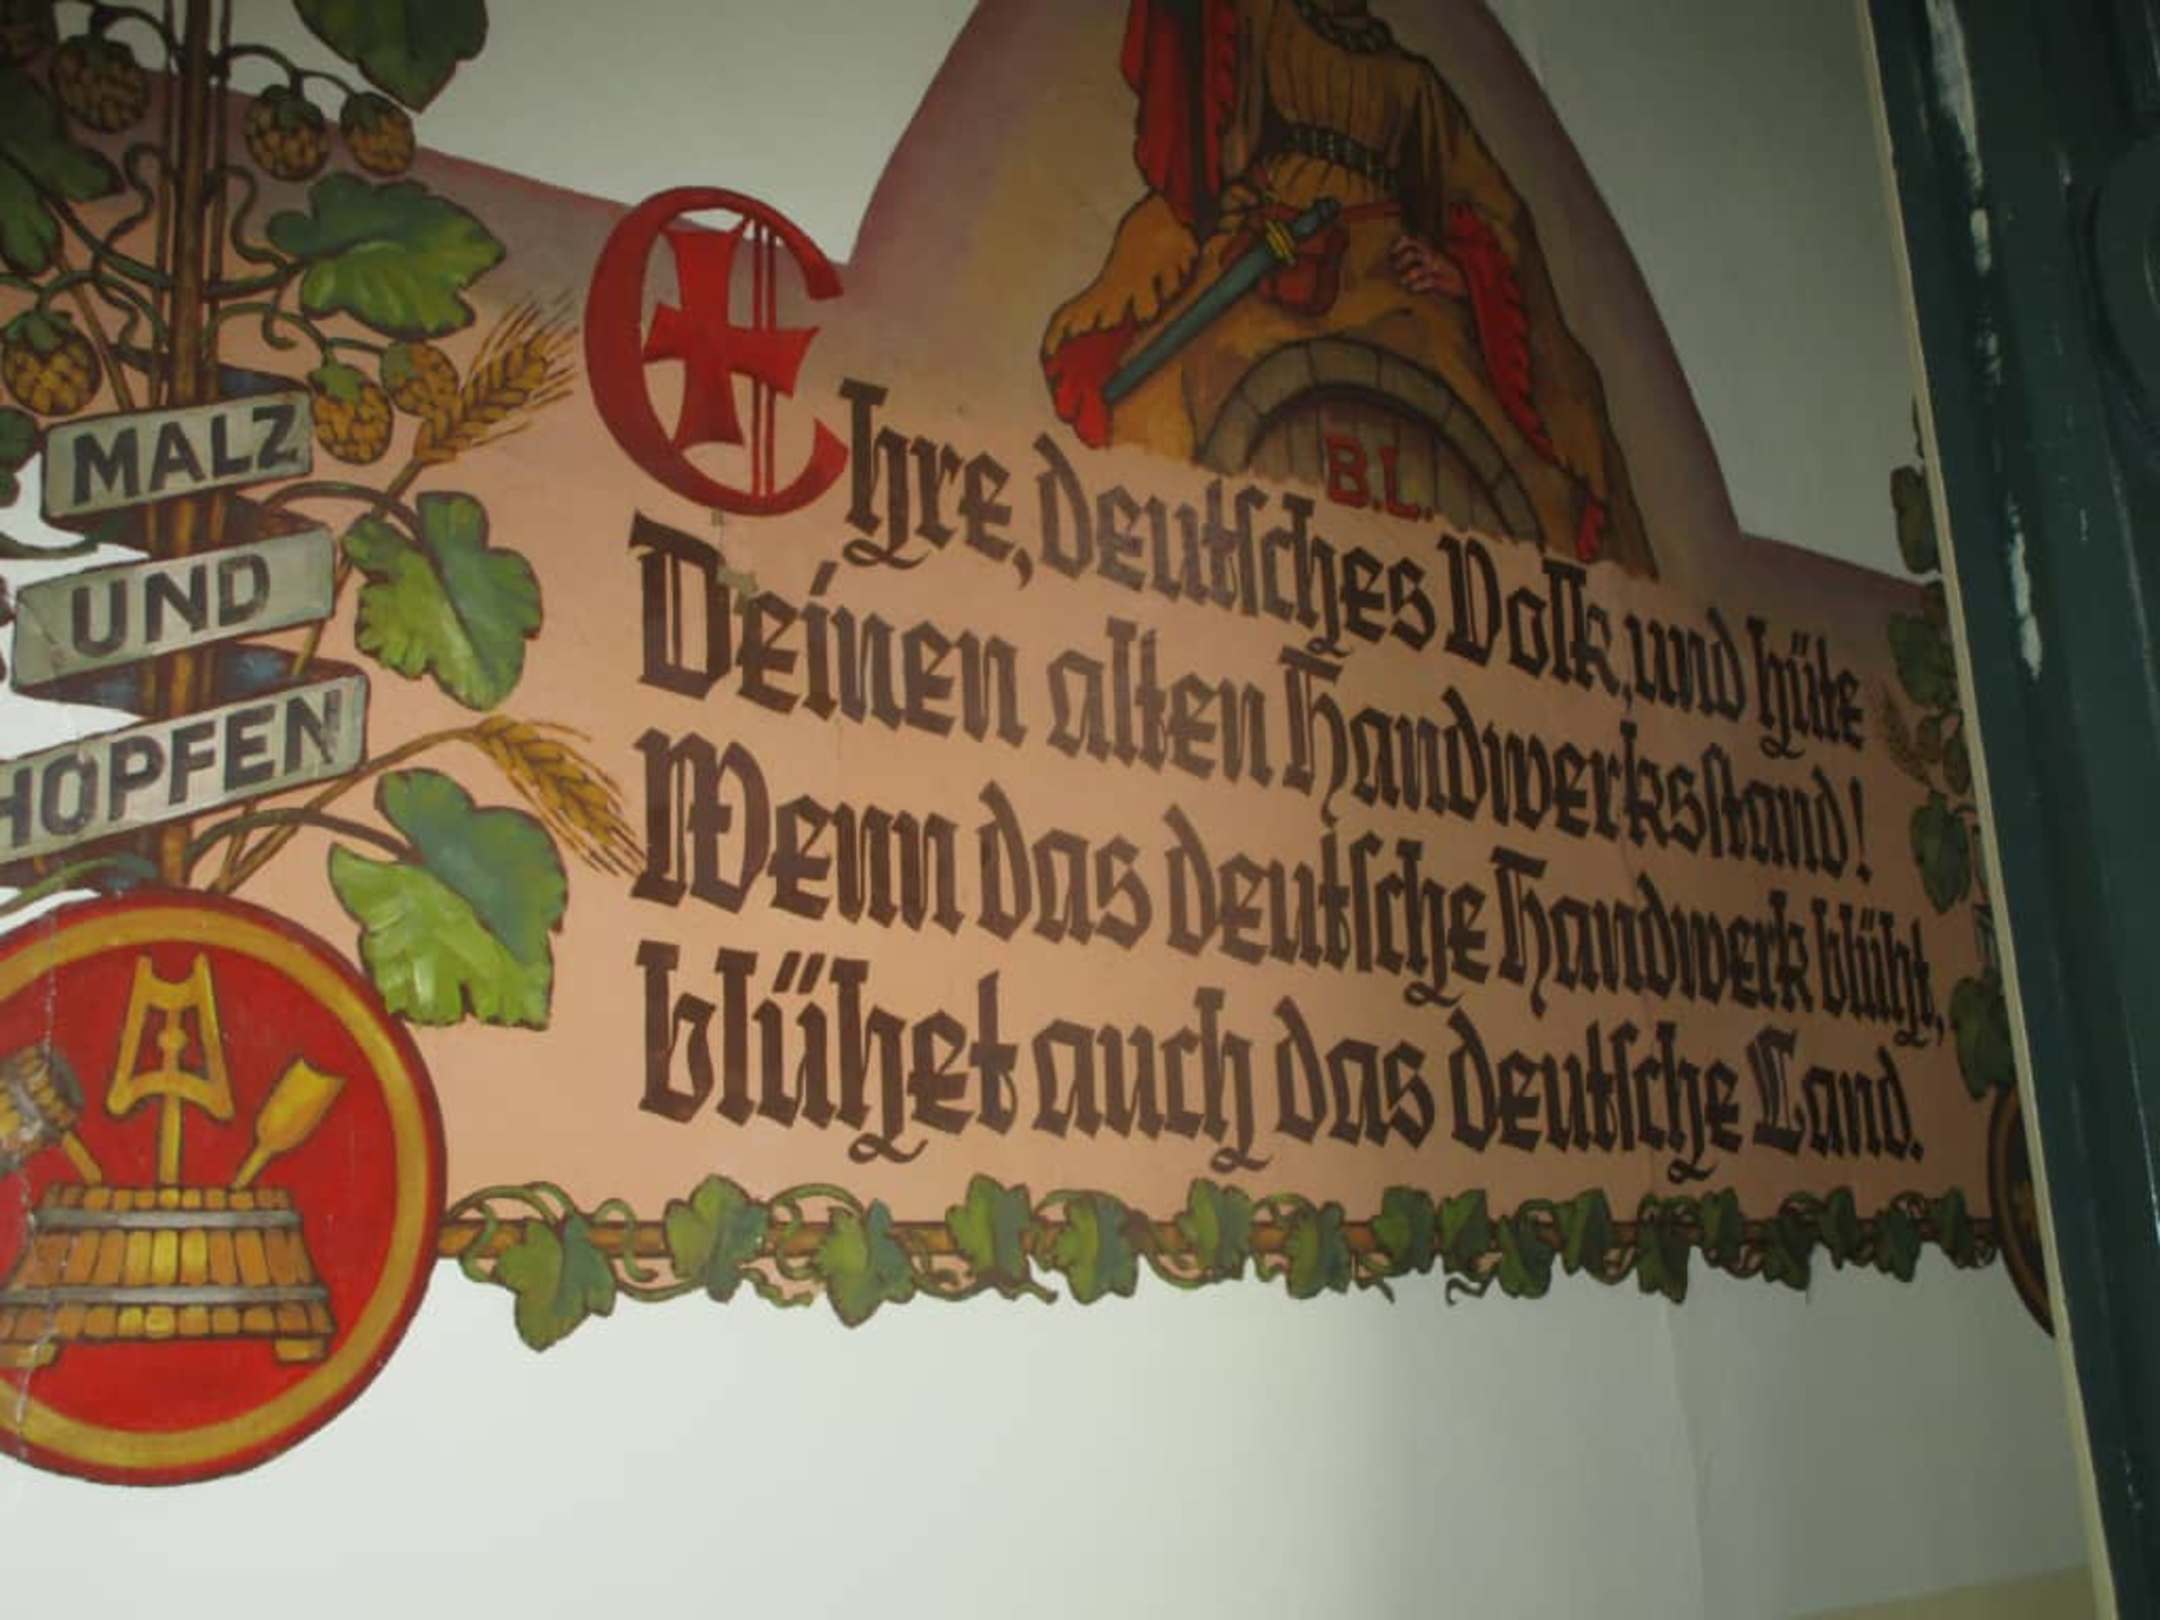 MALZ
UND
HOPFEN
B.L.
Ehre, deutsches Volk, und hüte
Deinen alten Handwerksstand!
Wenn das deutsche Handwerk blüht,
blühet auch das deutsche Land.